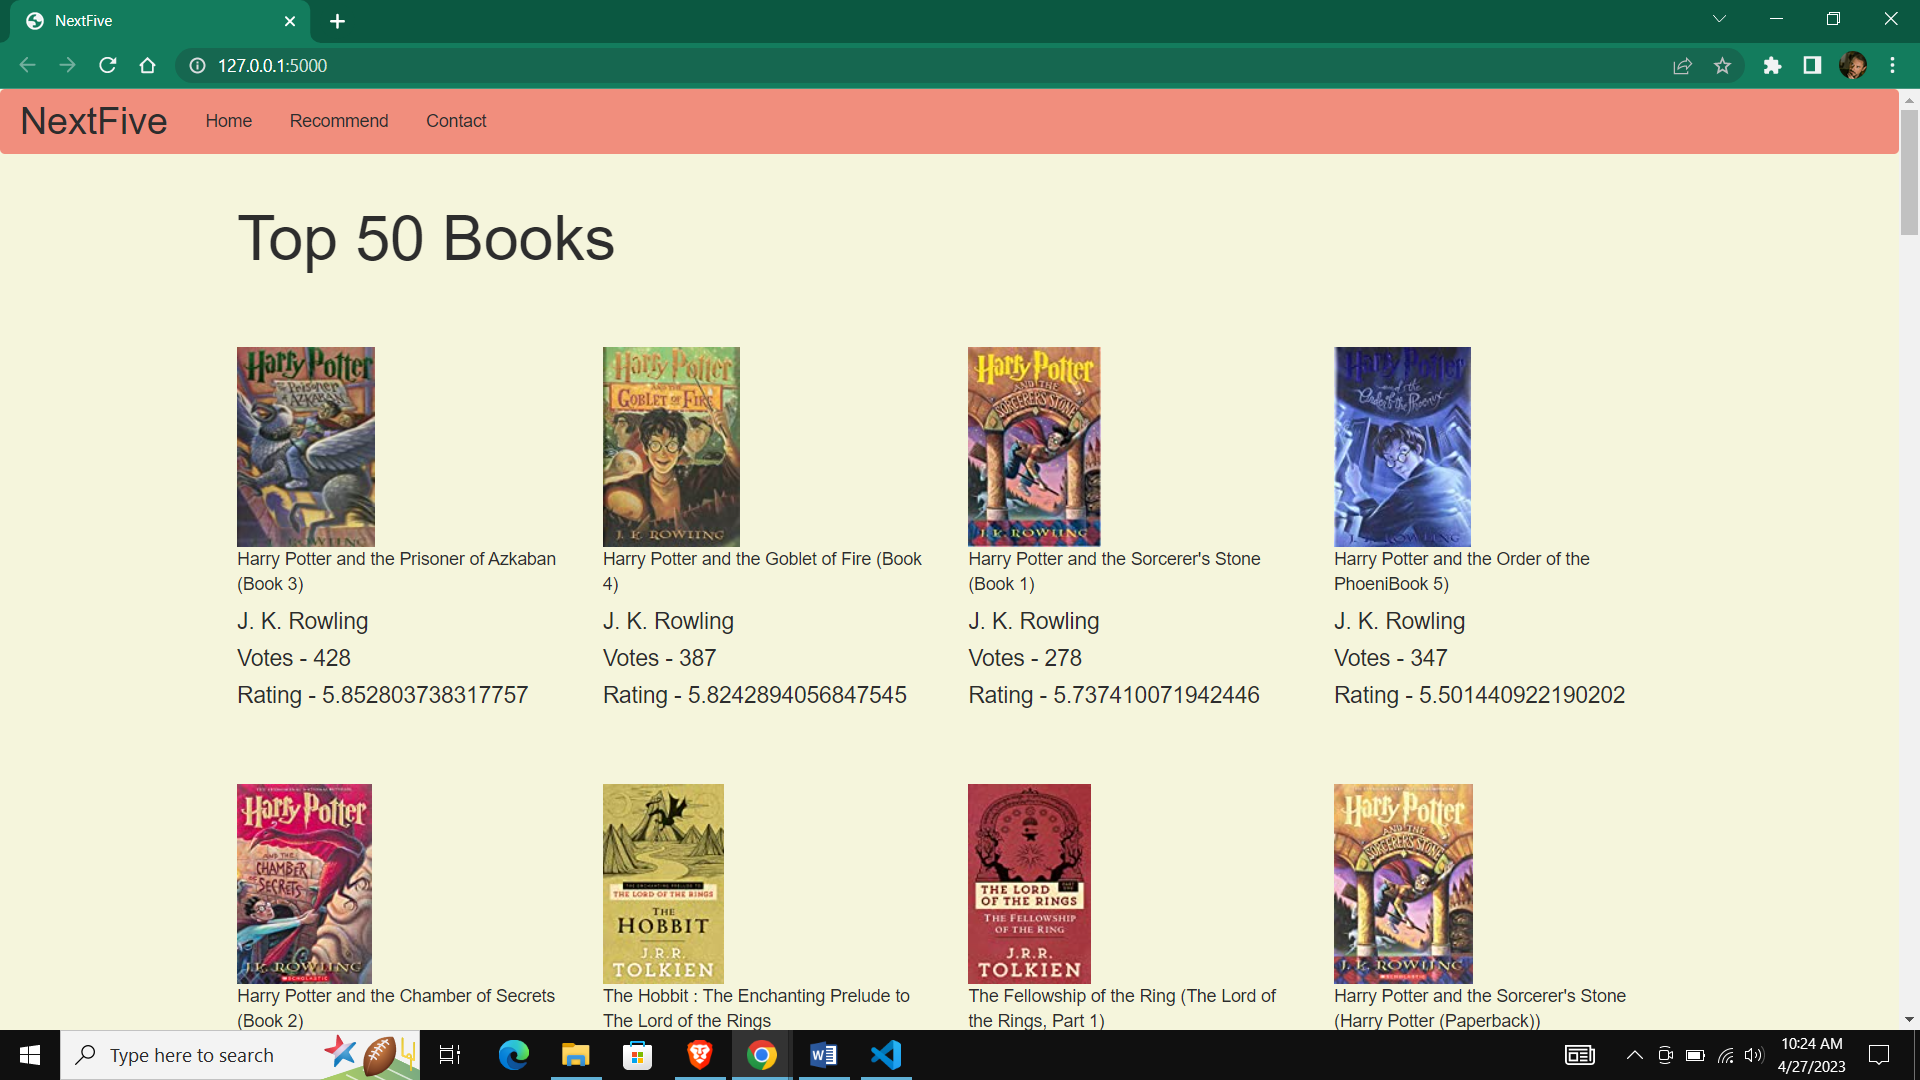 NextFive
127.0.0.1:5000
NextFive Home Recommend Contact
Top 50 Books
Harry Potter
and the Prisoner
of AZKABAN
Harry Potter
AND THE
GOBLET OF FIRE
J. K. ROWLING
Harry Potter
AND THE
SORCERER'S STONE
J. K. ROWLING
Harry Potter
and the
Order of the Phoenix
Harry Potter and the Prisoner of Azkaban
(Book 3)
J. K. Rowling
Votes - 428
Rating - 5.852803738317757
Harry Potter and the Goblet of Fire (Book
4)
J. K. Rowling
Votes - 387
Rating - 5.8242894056847545
Harry Potter and the Sorcerer's Stone
(Book 1)
J. K. Rowling
Votes - 278
Rating - 5.737410071942446
Harry Potter and the Order of the
PhoeniBook 5)
J. K. Rowling
Votes - 347
Rating - 5.501440922190202
Harry Potter
AND THE
CHAMBER
OF
SECRETS
J.K. ROWLING
SCHOLASTIC
THE ENCHANTING PRELUDE TO
THE LORD OF THE RINGS
THE
HOBBIT
J.R.R.
TOLKIEN
THE LORD PART ONE
OF THE RINGS
THE FELLOWSHIP
OF THE RING
J.R.R.
TOLKIEN
Harry Potter
AND THE
SORCERER'S STONE
J. K. ROWLING
SCHOLASTIC
Harry Potter and the Chamber of Secrets
(Book 2)
The Hobbit : The Enchanting Prelude to
The Lord of the Rings
The Fellowship of the Ring (The Lord of
the Rings, Part 1)
Harry Potter and the Sorcerer's Stone
(Harry Potter (Paperback))
Type here to search
10:24 AM
4/27/2023